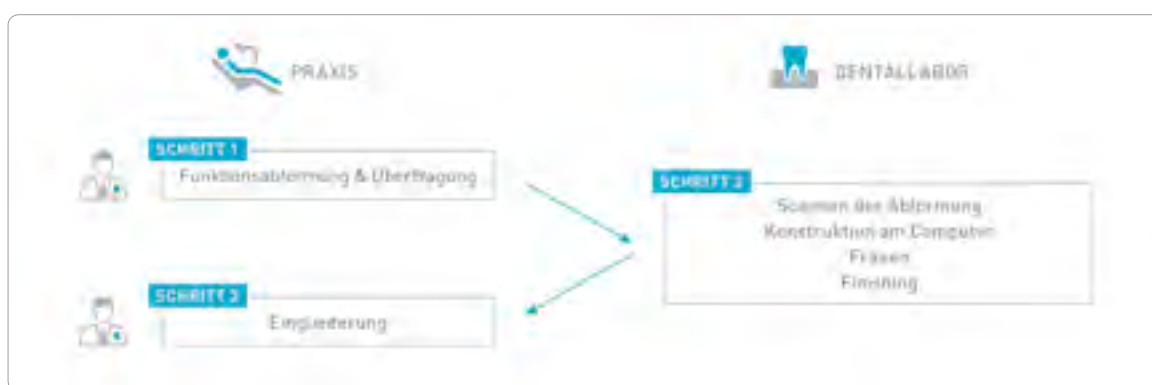 PRAXIS
DENTALLABOR
SCHRITT 1
Funktionsabformung & Übertragung
SCHRITT 2
Scannen der Abformung
Konstruktion am Computer
Fräsen
Finishing
SCHRITT 3
Eingliederung